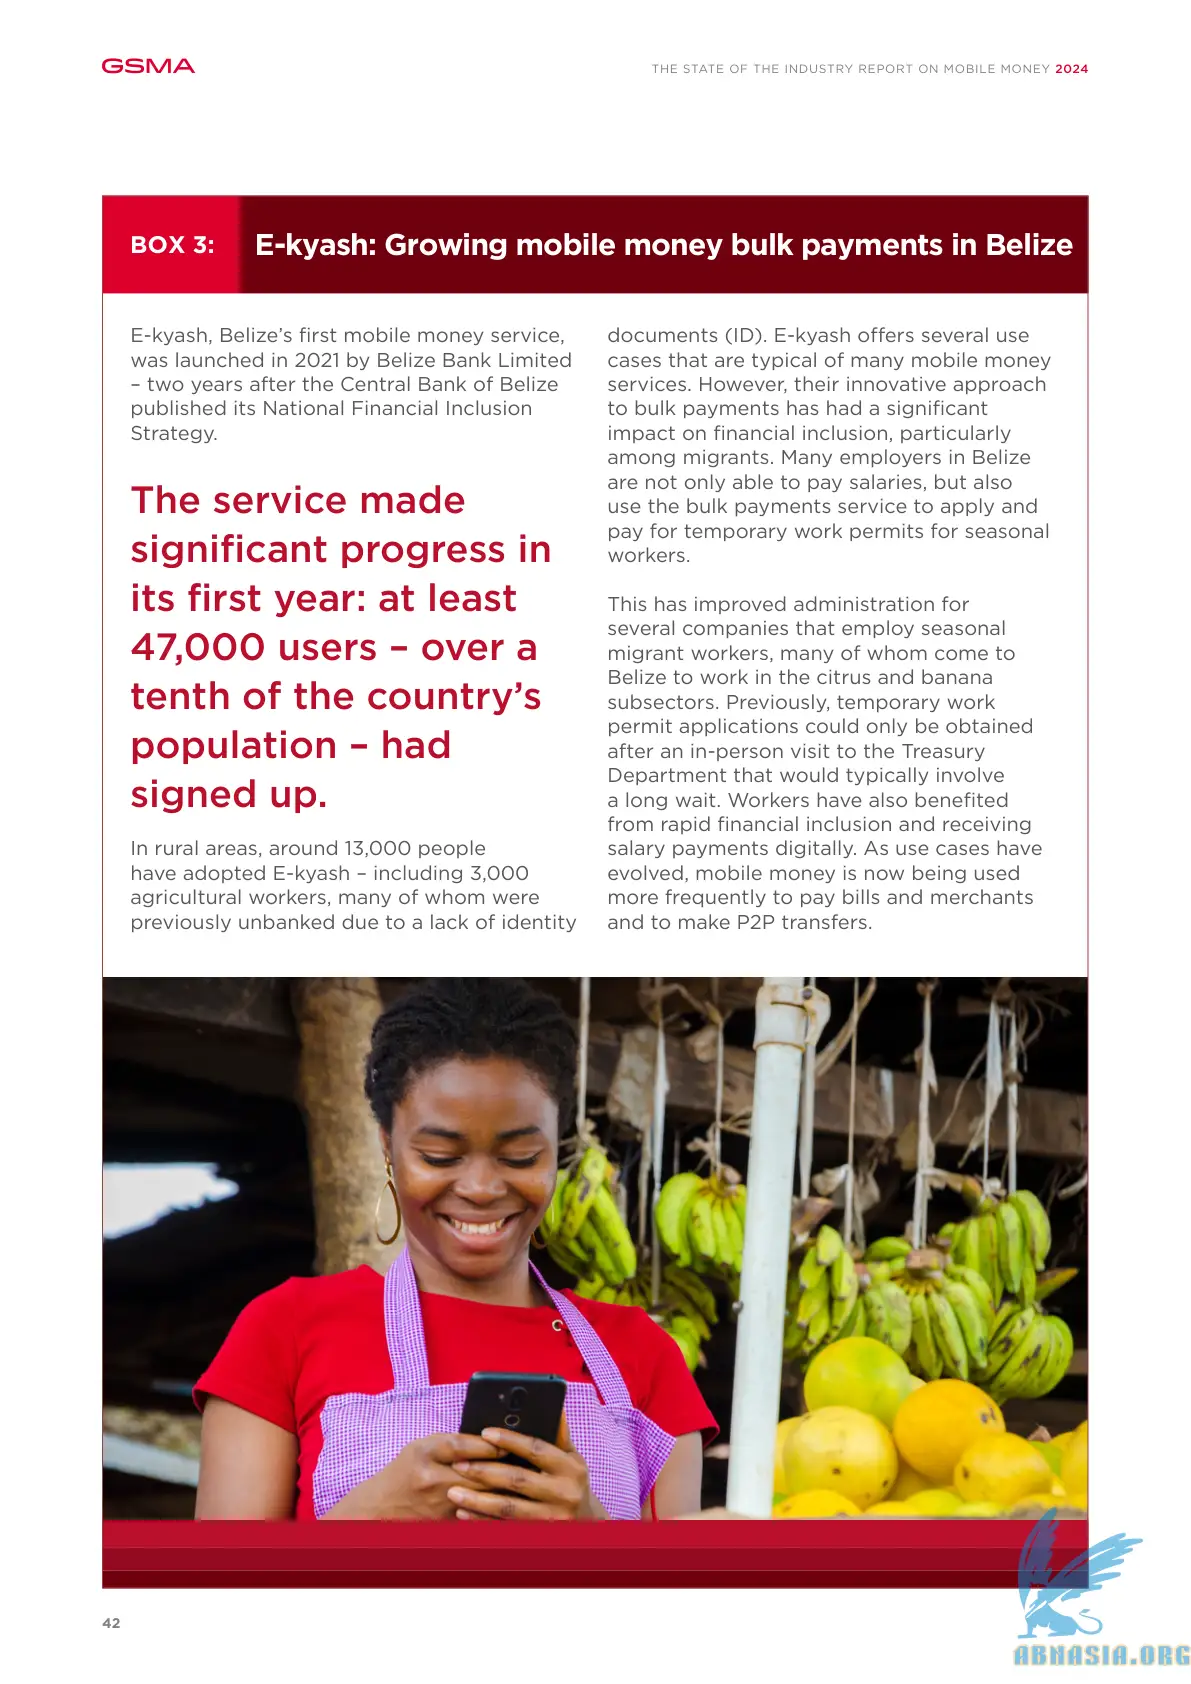 GSMA
THE STATE OF THE INDUSTRY REPORT ON MOBILE MONEY 2024
BOX 3:
E-kyash: Growing mobile money bulk payments in Belize
E-kyash, Belize’s first mobile money service,
was launched in 2021 by Belize Bank Limited
– two years after the Central Bank of Belize
published its National Financial Inclusion
Strategy.
The service made
significant progress in
its first year: at least
47,000 users – over a
tenth of the country’s
population – had
signed up.
In rural areas, around 13,000 people
have adopted E-kyash – including 3,000
agricultural workers, many of whom were
previously unbanked due to a lack of identity
documents (ID). E-kyash offers several use
cases that are typical of many mobile money
services. However, their innovative approach
to bulk payments has had a significant
impact on financial inclusion, particularly
among migrants. Many employers in Belize
are not only able to pay salaries, but also
use the bulk payments service to apply and
pay for temporary work permits for seasonal
workers.
This has improved administration for
several companies that employ seasonal
migrant workers, many of whom come to
Belize to work in the citrus and banana
subsectors. Previously, temporary work
permit applications could only be obtained
after an in-person visit to the Treasury
Department that would typically involve
a long wait. Workers have also benefited
from rapid financial inclusion and receiving
salary payments digitally. As use cases have
evolved, mobile money is now being used
more frequently to pay bills and merchants
and to make P2P transfers.
42
ABNASIA.ORG